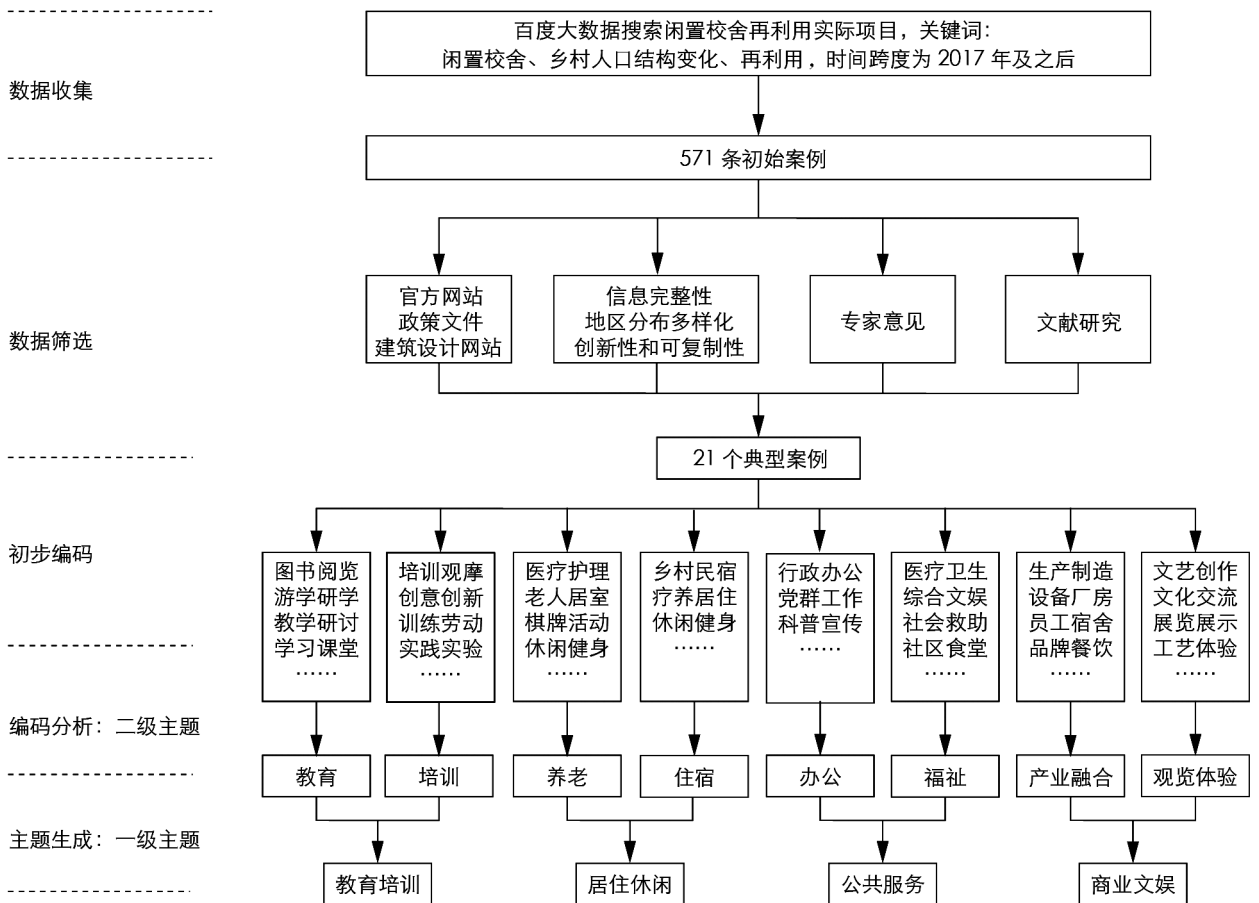 百度大数据搜索闲置校舍再利用实际项目，关键词：
闲置校舍、乡村人口结构变化、再利用，时间跨度为 2017 年及之后
数据收集
571 条初始案例
官方网站
政策文件
建筑设计网站
信息完整性
地区分布多样化
创新性和可复制性
专家意见
文献研究
数据筛选
21 个典型案例
初步编码
图书阅览
游学研学
教学研讨
学习课堂
……
培训观摩
创意创新
训练劳动
实践实验
……
医疗护理
老人居室
棋牌活动
休闲健身
……
乡村民宿
疗养居住
休闲健身
……
行政办公
党群工作
科普宣传
……
医疗卫生
综合文娱
社会救助
社区食堂
……
生产制造
设备厂房
员工宿舍
品牌餐饮
……
文艺创作
文化交流
展览展示
工艺体验
……
编码分析：二级主题
教育
培训
养老
住宿
办公
福祉
产业融合
观览体验
主题生成：一级主题
教育培训
居住休闲
公共服务
商业文娱